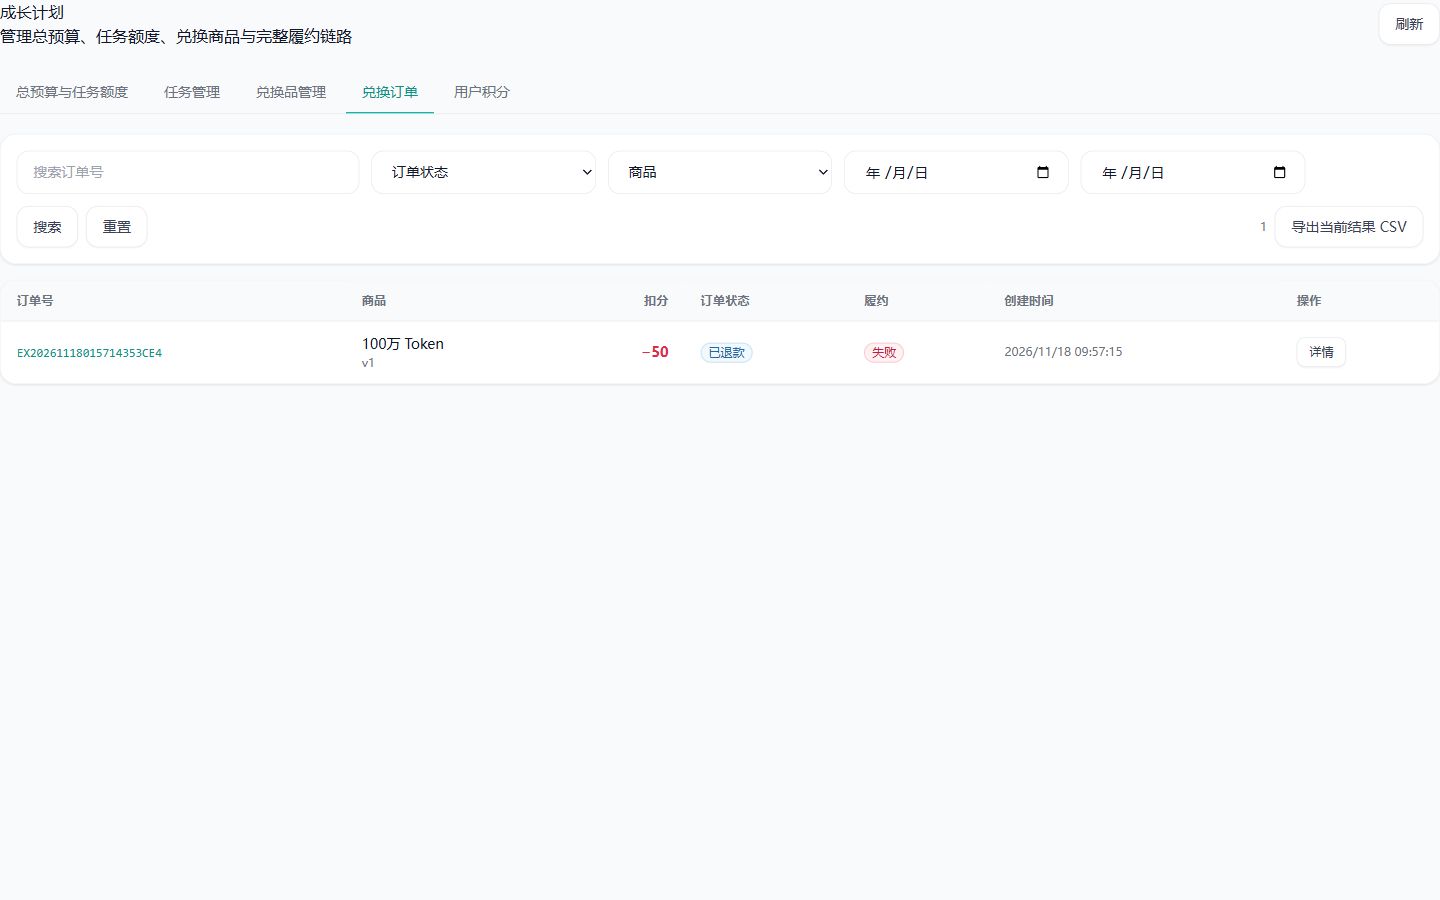 成长计划
管理总预算、任务额度、兑换商品与完整履约链路
刷新
总预算与任务额度 任务管理 兑换品管理 兑换订单 用户积分
搜索订单号 订单状态 商品 年 /月/日 年 /月/日
搜索 重置 1 导出当前结果 CSV
订单号 商品 扣分 订单状态 履约 创建时间 操作
EX20261118015714353CE4 100万 Token −50 已退款 失败 2026/11/18 09:57:15 详情
v1